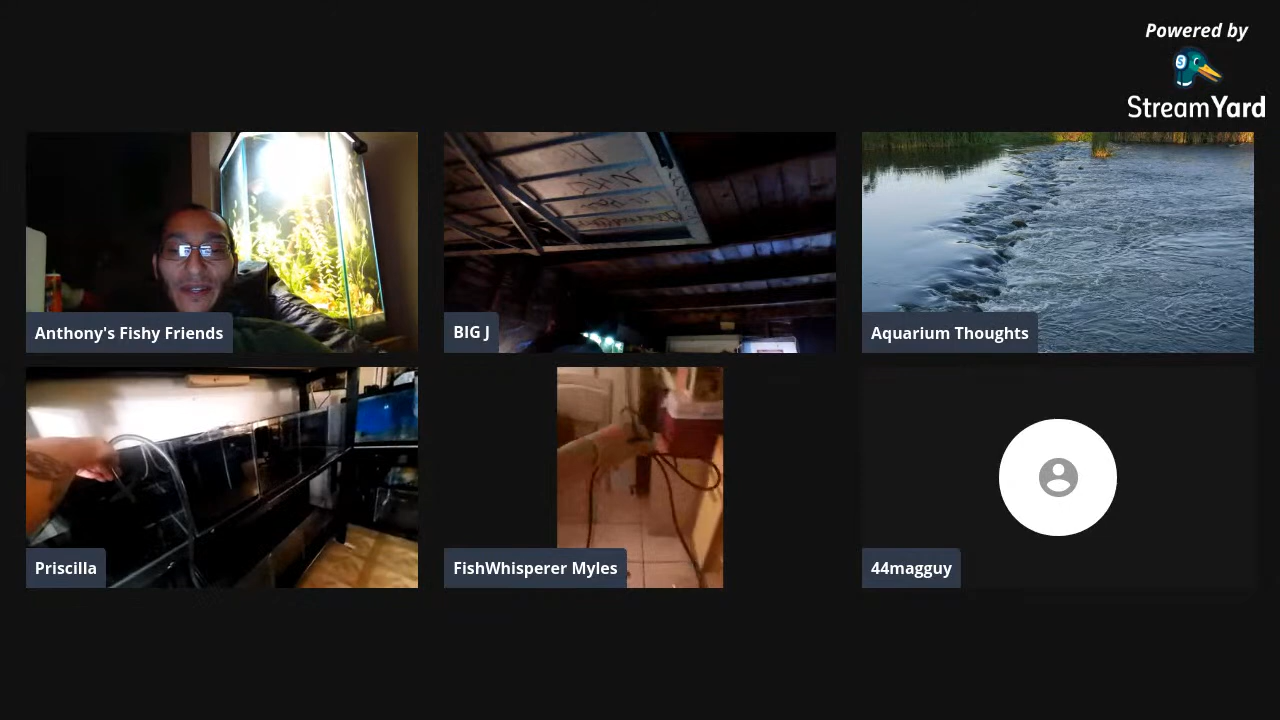 Powered by
S
StreamYard
Anthony's Fishy Friends
BIG J
Aquarium Thoughts
Priscilla
FishWhisperer Myles
44magguy